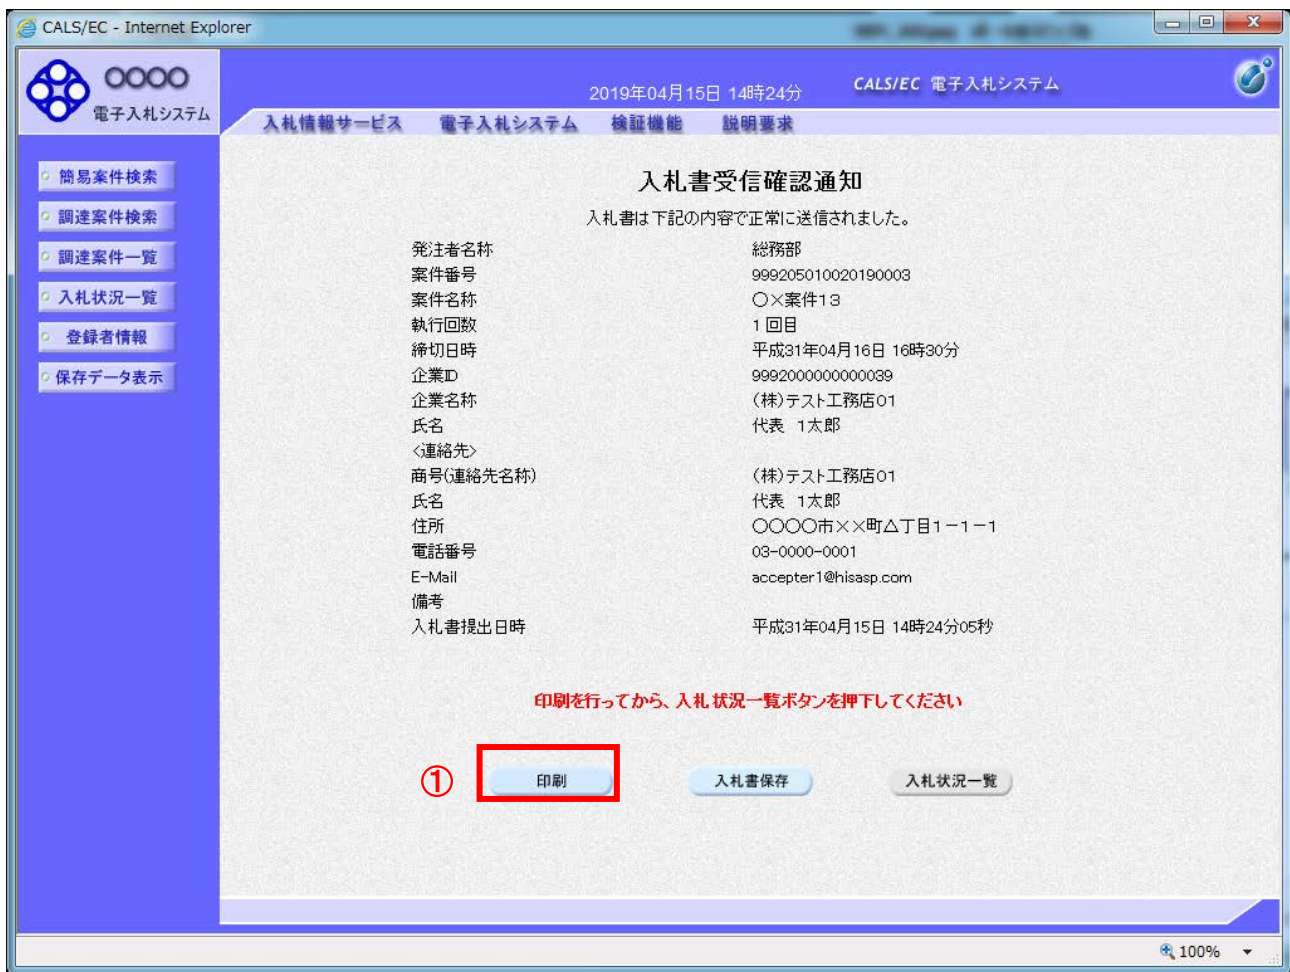 CALS/EC - Internet Explorer
〇〇〇〇
電子入札システム
2019年04月15日 14時24分
CALS/EC 電子入札システム
入札情報サービス 電子入札システム 検証機能 説明要求
簡易案件検索
調達案件検索
調達案件一覧
入札状況一覧
登録者情報
保存データ表示
入札書受信確認通知
入札書は下記の内容で正常に送信されました。
発注者名称 総務部
案件番号 999205010020190003
案件名称 〇×案件13
執行回数 1回目
締切日時 平成31年04月16日 16時30分
企業ID 9992000000000039
企業名称 (株)テスト工務店01
氏名 代表 1太郎
<連絡先>
商号(連絡先名称) (株)テスト工務店01
氏名 代表 1太郎
住所 〇〇〇〇市××町△丁目1-1-1
電話番号 03-0000-0001
E-Mail accepter1@hisasp.com
備考
入札書提出日時 平成31年04月15日 14時24分05秒
印刷を行ってから、入札状況一覧ボタンを押下してください
① 印刷 入札書保存 入札状況一覧
100%